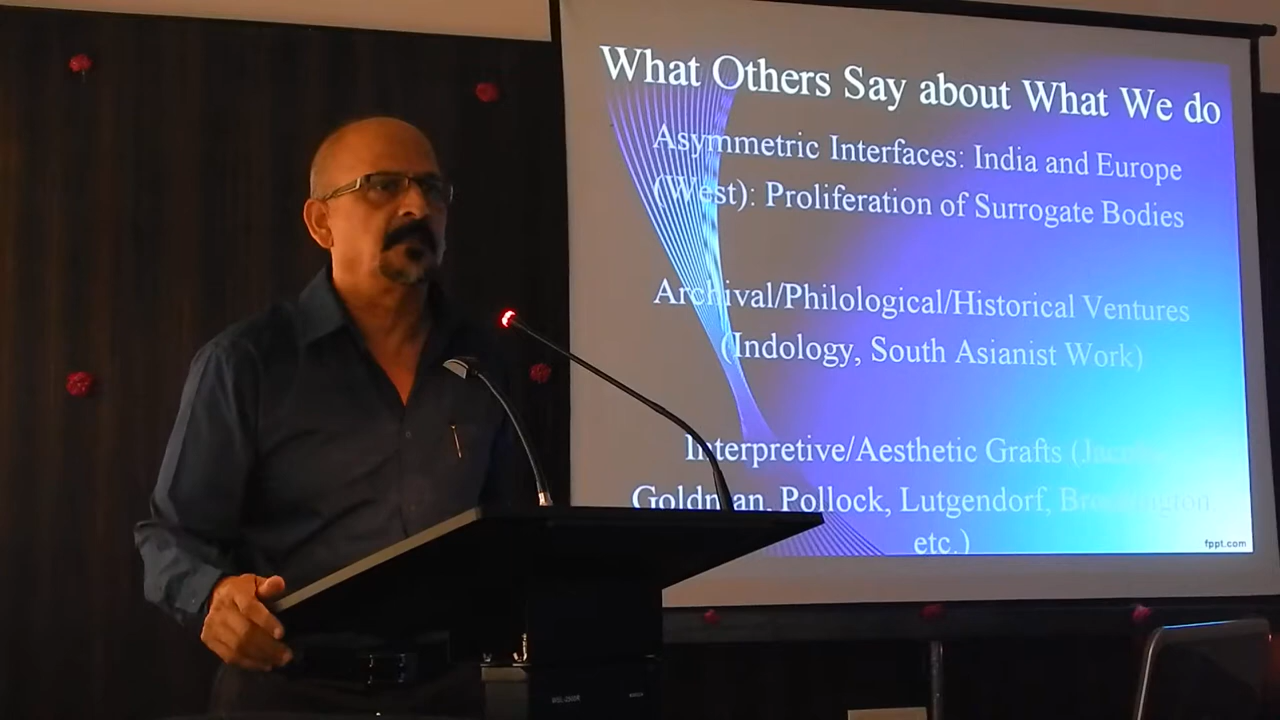 What Others Say about What We do
Asymmetric Interfaces: India and Europe
(West): Proliferation of Surrogate Bodies
Archival/Philological/Historical Ventures
(Indology, South Asianist Work)
Interpretive/Aesthetic Grafts (
Goldman, Pollock, Lutgendorf,
etc.)
fppt.com